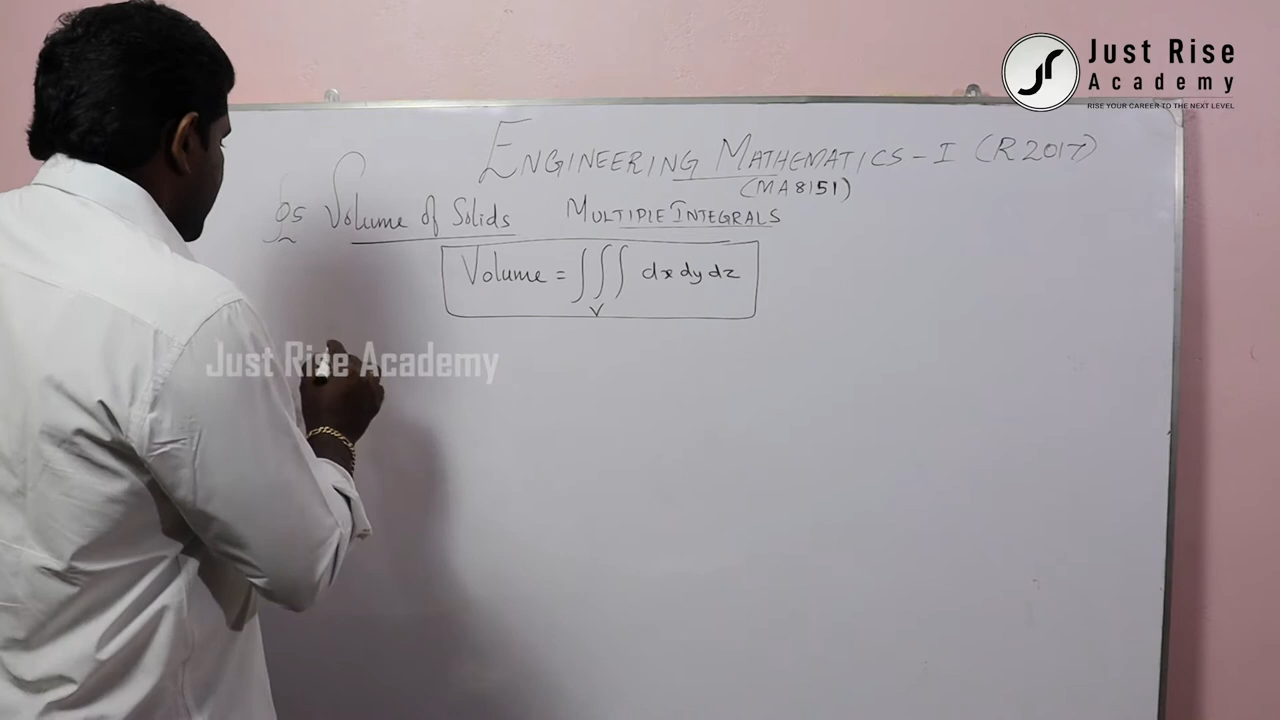 Just Rise
Academy
RISE YOUR CAREER TO THE NEXT LEVEL
ENGINEERING MATHEMATICS - I (R2017)
(MA8151)
Volume of Solids MULTIPLE INTEGRALS
Volume = ∫∫∫ dx dy dz
V
Just Rise Academy